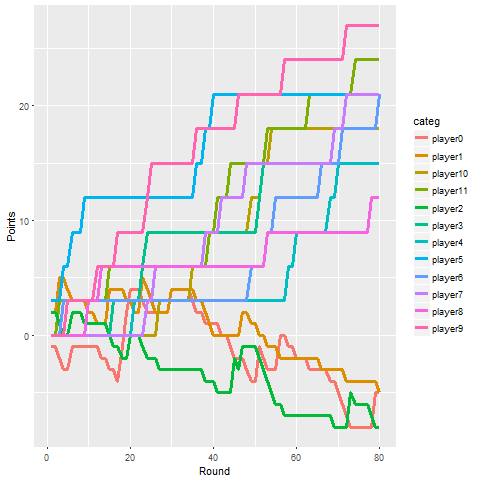 Points
20
10
0
0
20
40
60
80
Round
categ
player0
player1
player10
player11
player2
player3
player4
player5
player6
player7
player8
player9